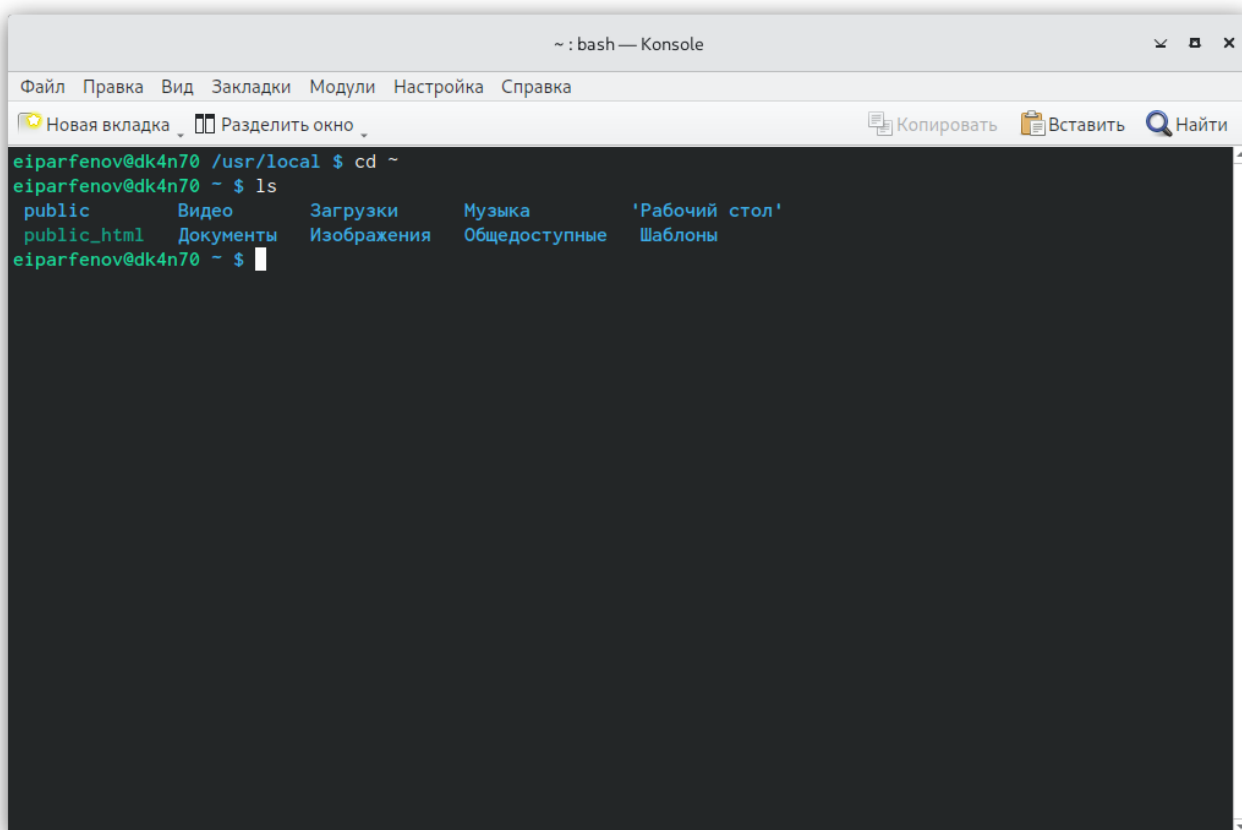 ~ : bash — Konsole
Файл Правка Вид Закладки Модули Настройка Справка
Новая вкладка Разделить окно Копировать Вставить Найти
eiparfenov@dk4n70 /usr/local $ cd ~
eiparfenov@dk4n70 ~ $ ls
public Видео Загрузки Музыка 'Рабочий стол'
public_html Документы Изображения Общедоступные Шаблоны
eiparfenov@dk4n70 ~ $